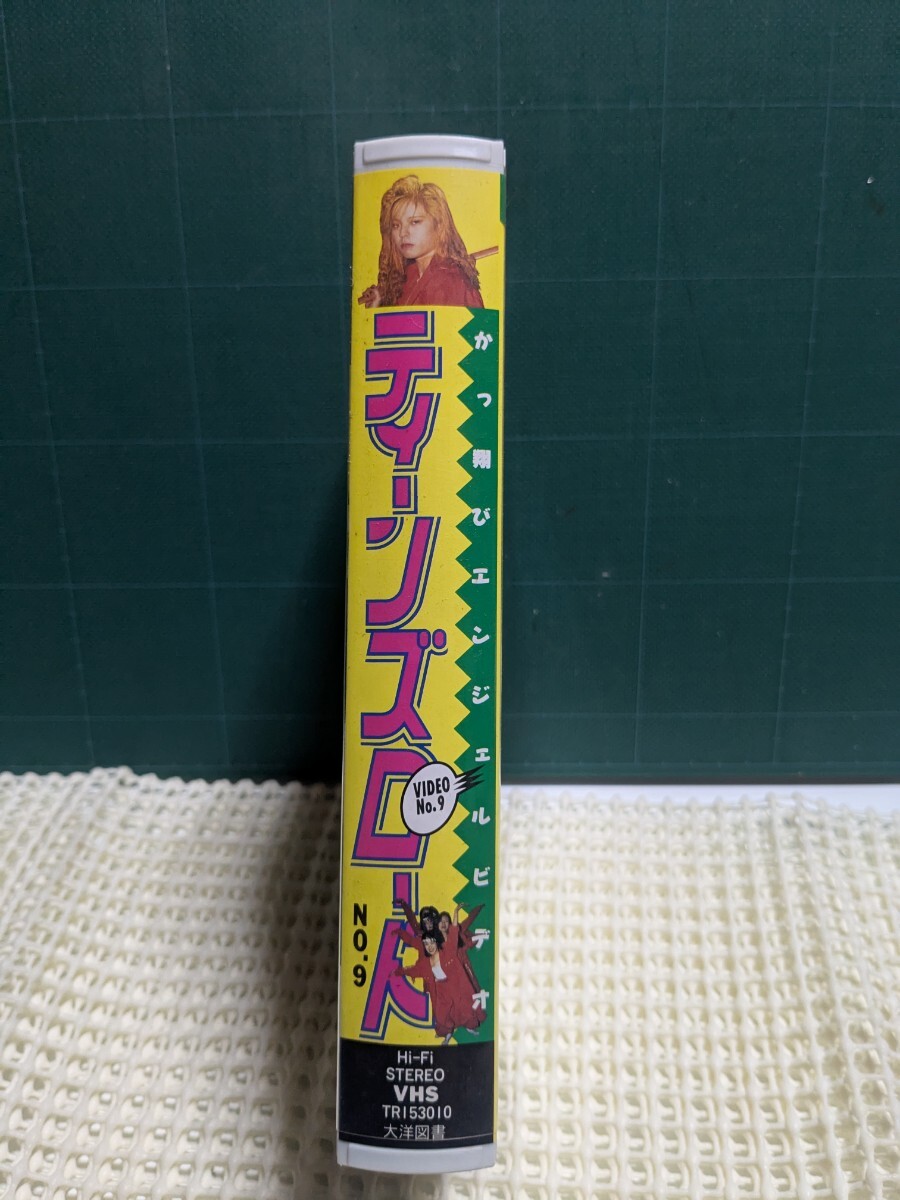 かっ翔びエンジェルビデオ
ティーンズロード
VIDEO
No.9
NO.9
Hi-Fi
STEREO
VHS
TR153010
大洋図書